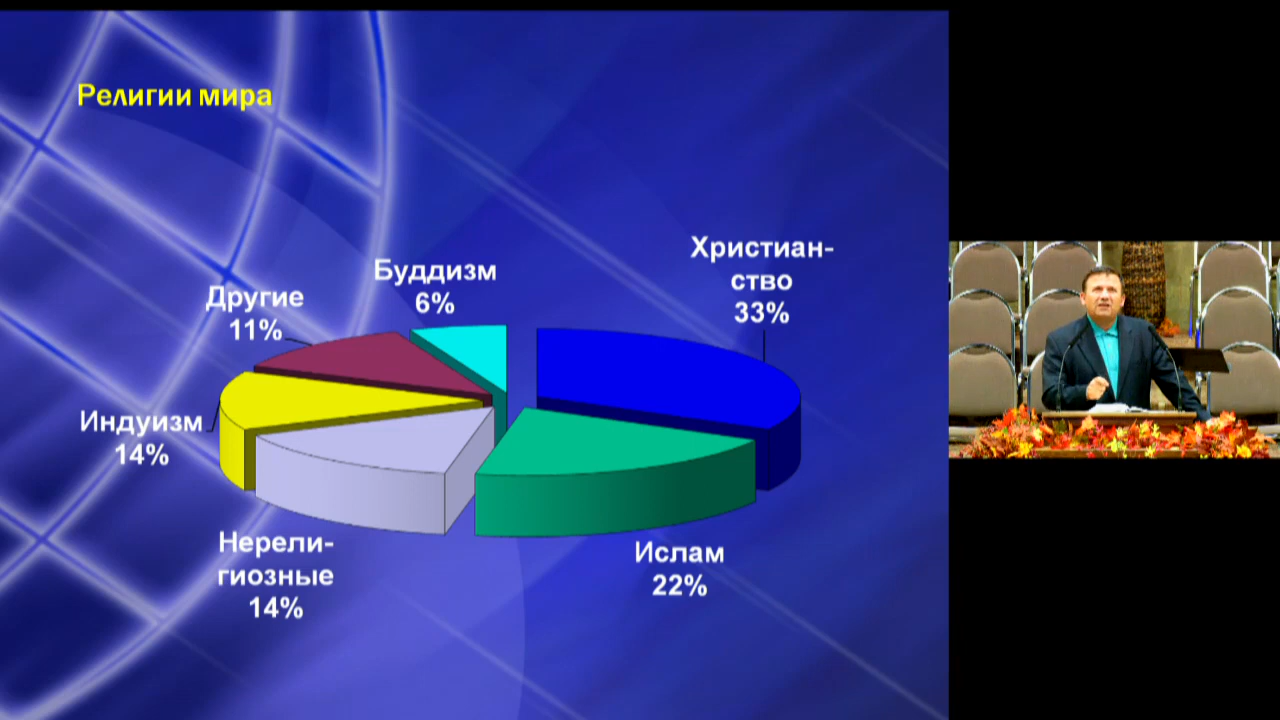 Религии мира
Христиан-
ство
33%
Буддизм
6%
Другие
11%
Индуизм
14%
Нерели-
гиозные
14%
Ислам
22%